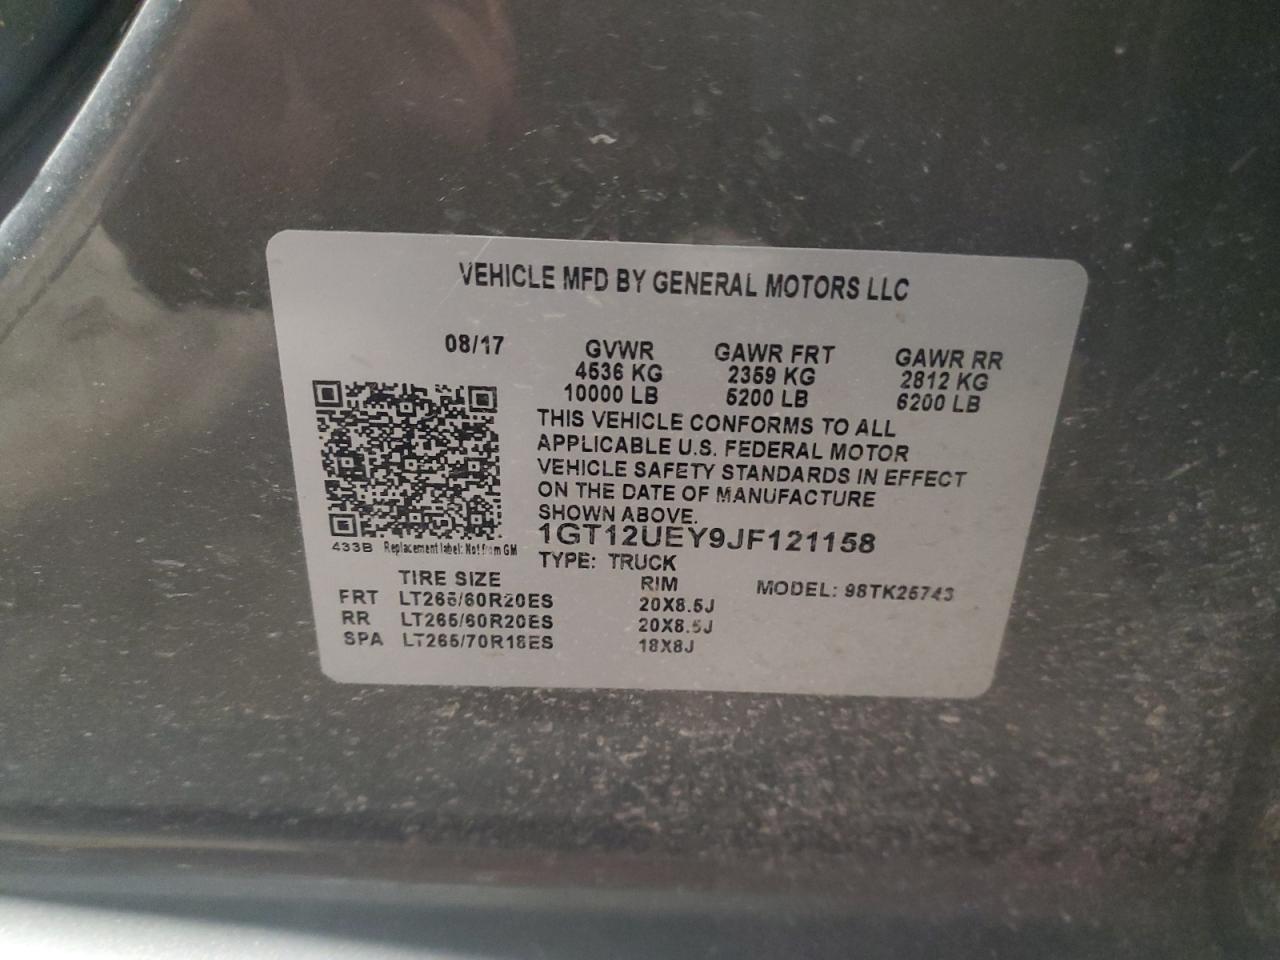 VEHICLE MFD BY GENERAL MOTORS LLC
08/17 GVWR GAWR FRT GAWR RR
4536 KG 2359 KG 2812 KG
10000 LB 5200 LB 6200 LB
THIS VEHICLE CONFORMS TO ALL
APPLICABLE U.S. FEDERAL MOTOR
VEHICLE SAFETY STANDARDS IN EFFECT
ON THE DATE OF MANUFACTURE
SHOWN ABOVE.
1GT12UEY9JF121158
433B Replacement label: Not from GM
TYPE: TRUCK
TIRE SIZE RIM MODEL: 98TK25743
FRT LT265/60R20ES 20X8.5J
RR LT265/60R20ES 20X8.5J
SPA LT265/70R18ES 18X8J